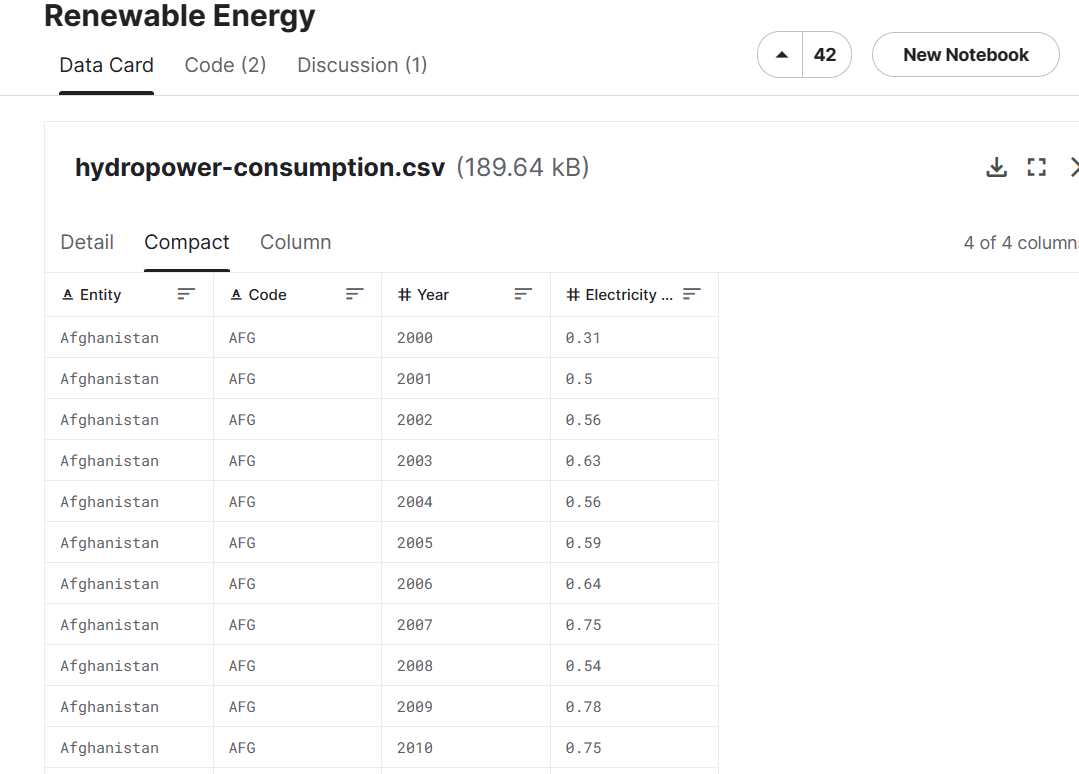 Renewable Energy
Data Card Code (2) Discussion (1) 42 New Notebook
hydropower-consumption.csv (189.64 kB)
Detail Compact Column 4 of 4 column
Entity Code # Year # Electricity ...
Afghanistan AFG 2000 0.31
Afghanistan AFG 2001 0.5
Afghanistan AFG 2002 0.56
Afghanistan AFG 2003 0.63
Afghanistan AFG 2004 0.56
Afghanistan AFG 2005 0.59
Afghanistan AFG 2006 0.64
Afghanistan AFG 2007 0.75
Afghanistan AFG 2008 0.54
Afghanistan AFG 2009 0.78
Afghanistan AFG 2010 0.75